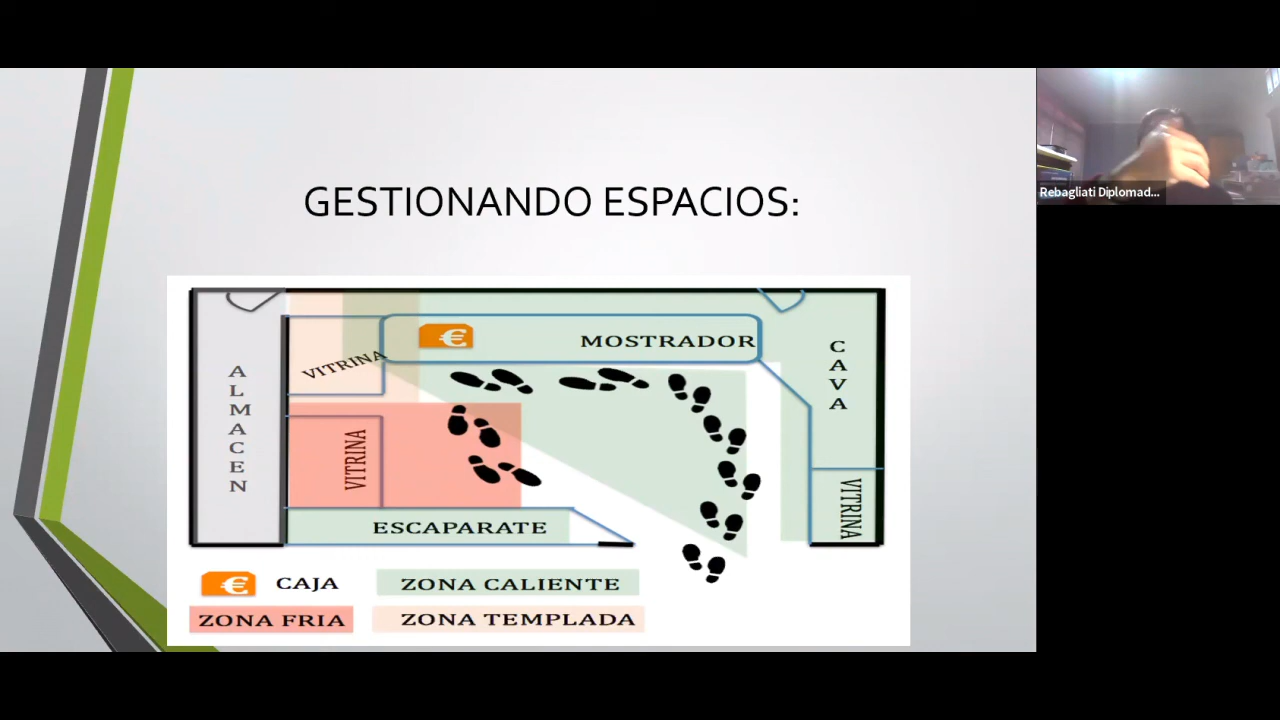 GESTIONANDO ESPACIOS:
Rebagliati Diplomad...
ALMACEN
VITRINA
€
MOSTRADOR
CAVA
VITRINA
VITRINA
ESCAPARATE
€ CAJA
ZONA CALIENTE
ZONA FRIA
ZONA TEMPLADA